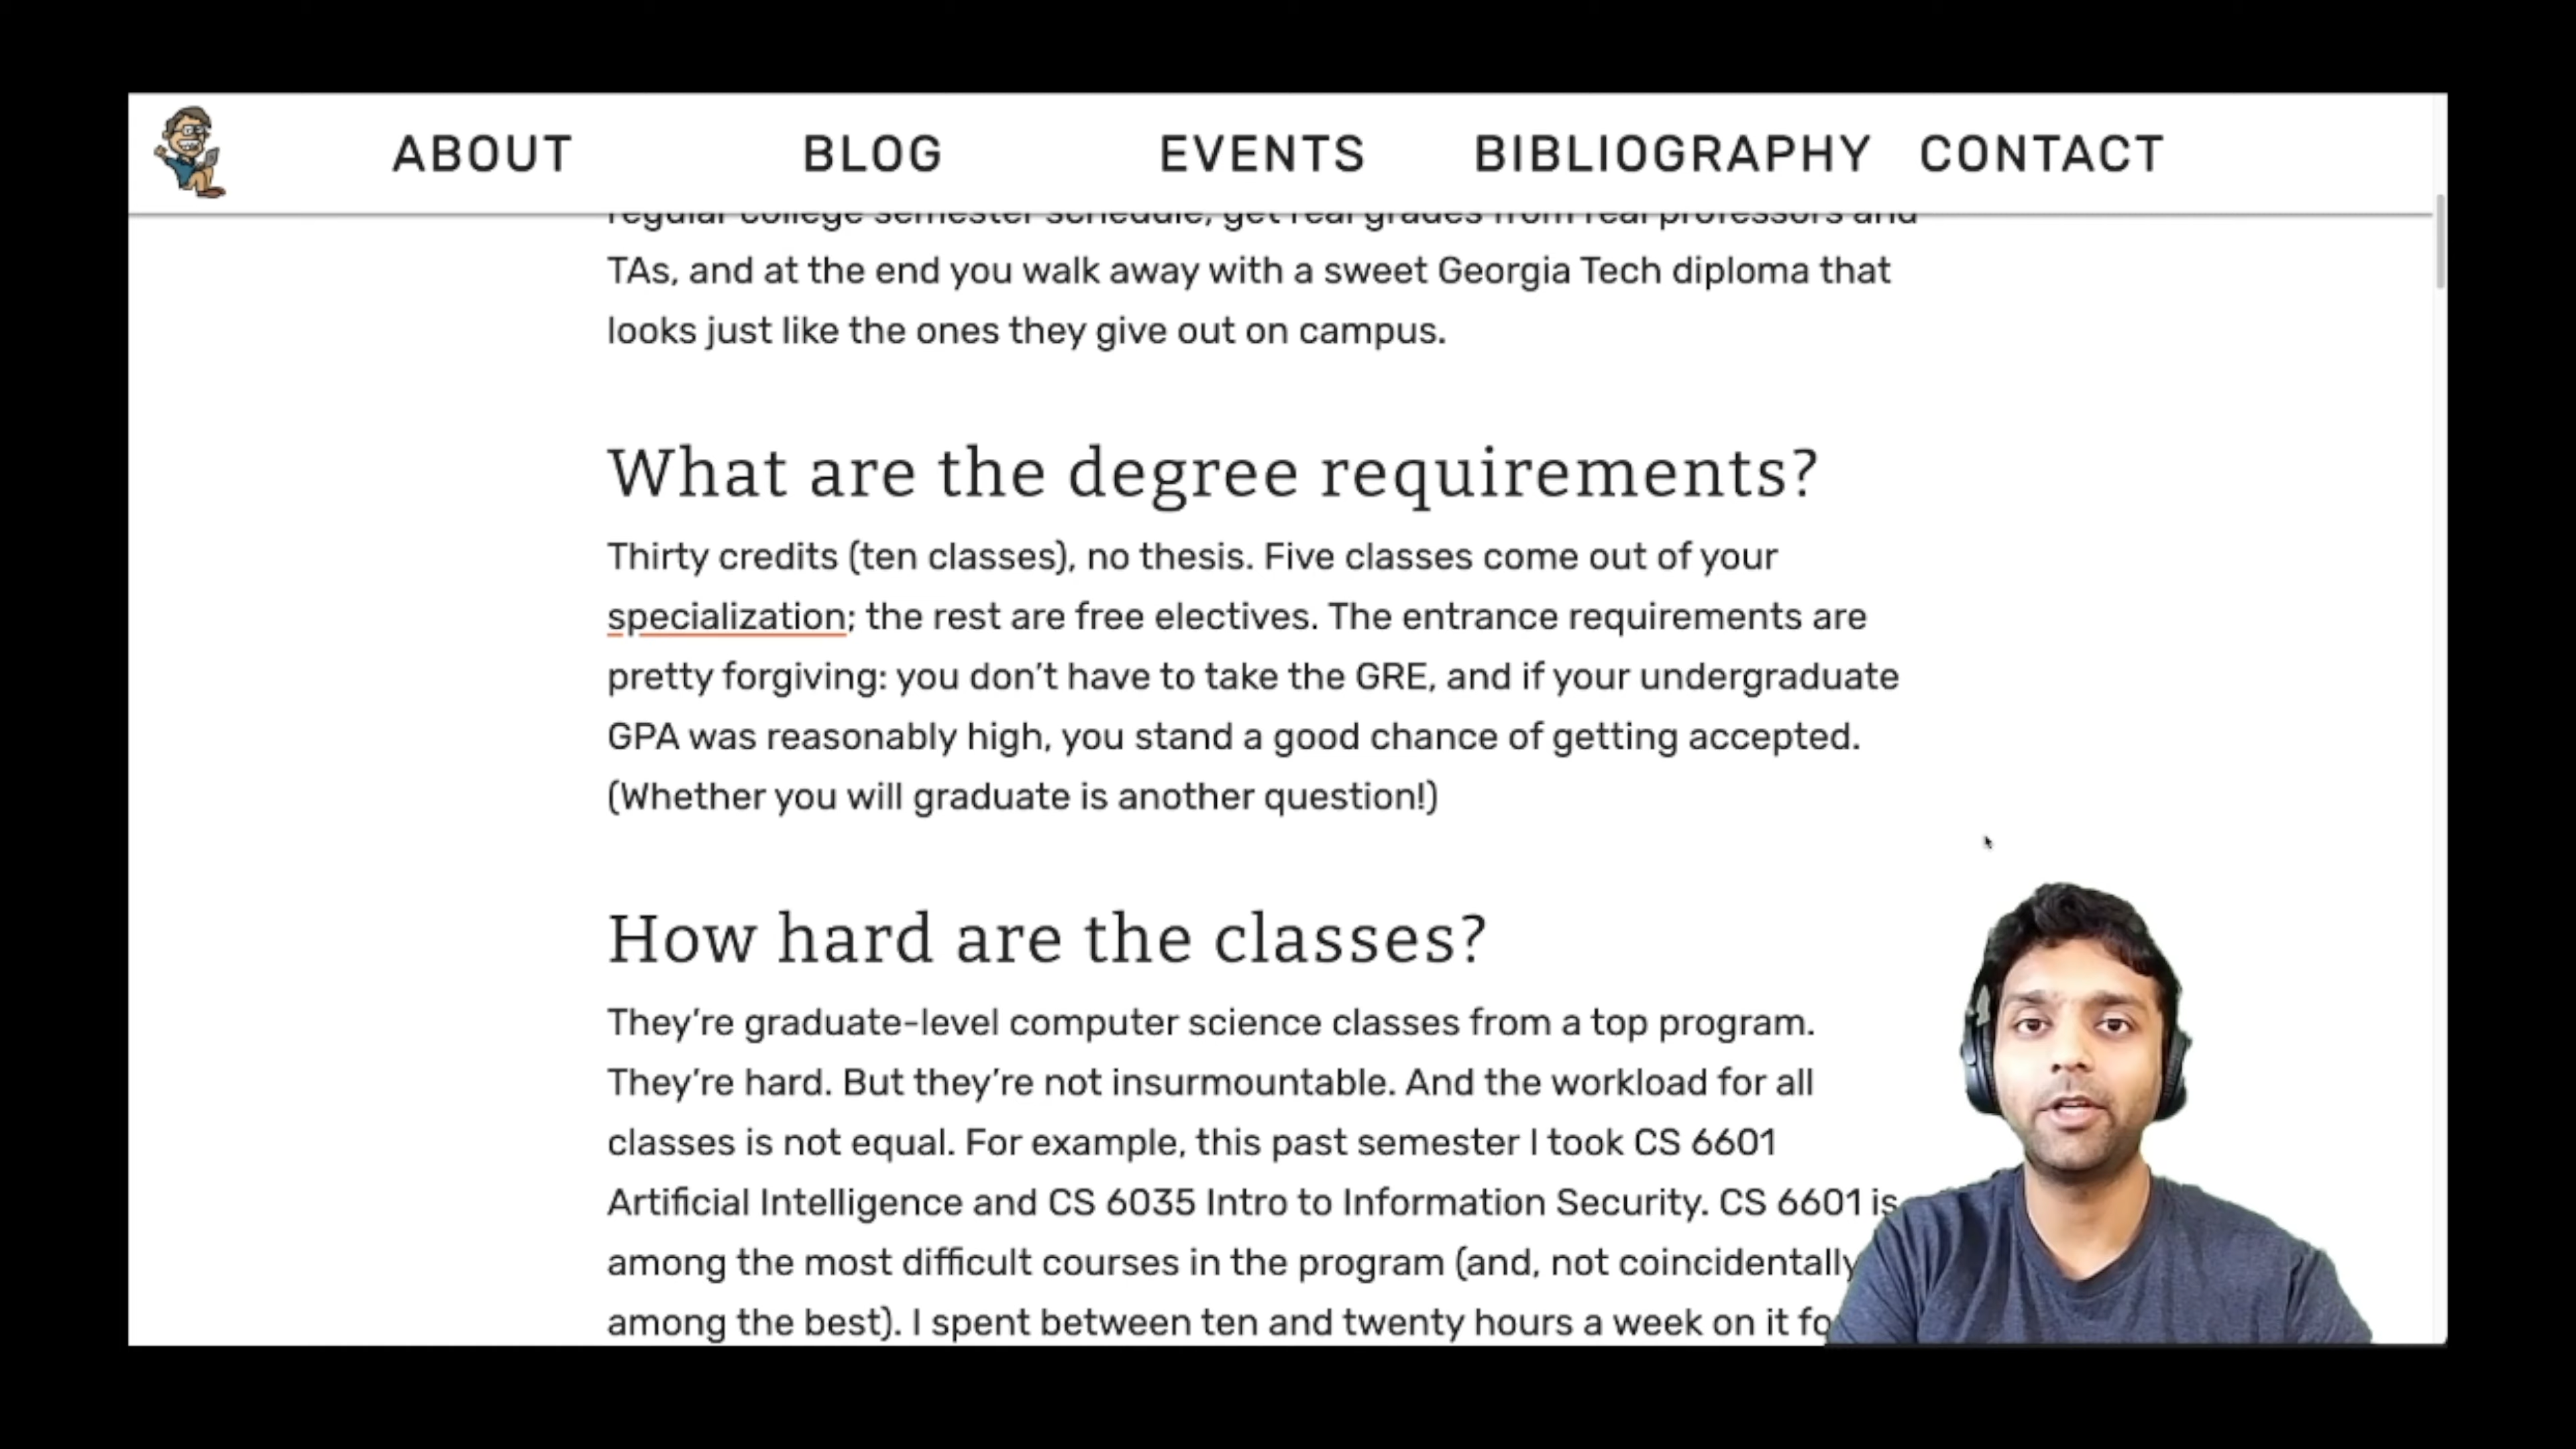 ABOUT BLOG EVENTS BIBLIOGRAPHY CONTACT
regular college semester schedule, get real grades from real professors and
TAs, and at the end you walk away with a sweet Georgia Tech diploma that
looks just like the ones they give out on campus.
What are the degree requirements?
Thirty credits (ten classes), no thesis. Five classes come out of your
specialization; the rest are free electives. The entrance requirements are
pretty forgiving: you don't have to take the GRE, and if your undergraduate
GPA was reasonably high, you stand a good chance of getting accepted.
(Whether you will graduate is another question!)
How hard are the classes?
They're graduate-level computer science classes from a top program.
They're hard. But they're not insurmountable. And the workload for all
classes is not equal. For example, this past semester I took CS 6601
Artificial Intelligence and CS 6035 Intro to Information Security. CS 6601 is
among the most difficult courses in the program (and, not coincidentally
among the best). I spent between ten and twenty hours a week on it